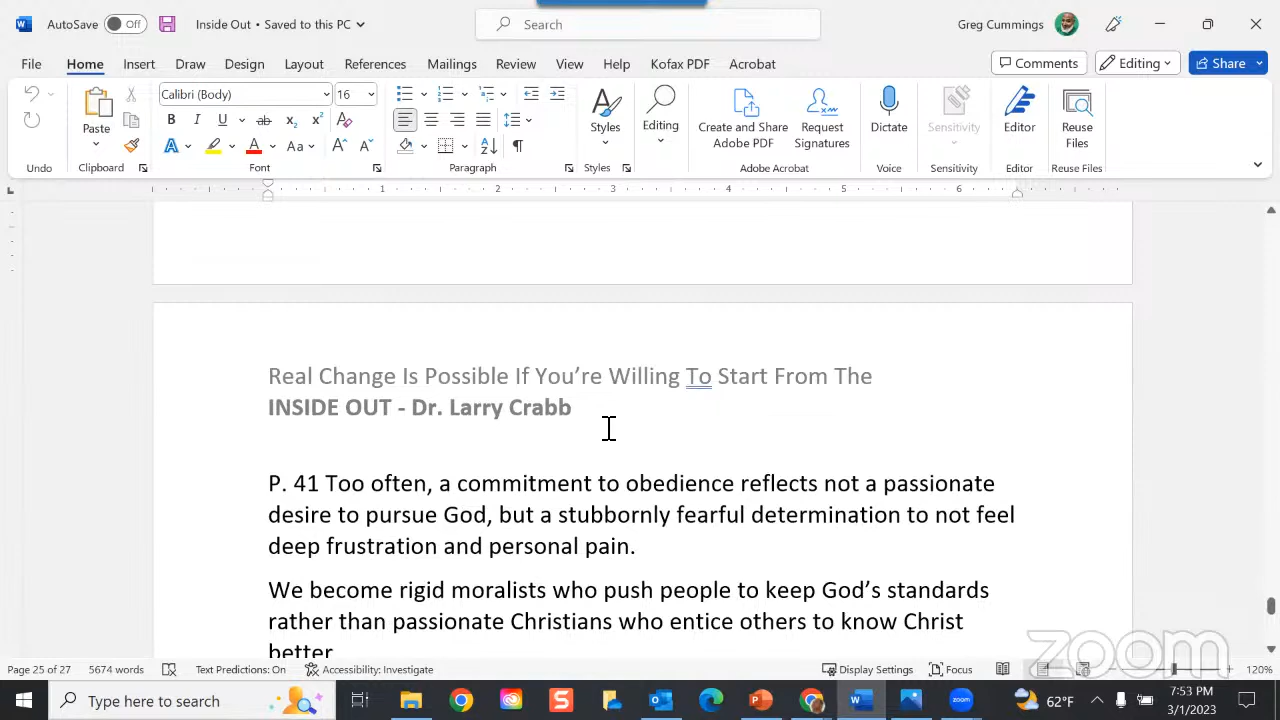 AutoSave Off Inside Out • Saved to this PC Search Greg Cummings
File Home Insert Draw Design Layout References Mailings Review View Help Kofax PDF Acrobat Comments Editing Share
Calibri (Body) 16
Paste
Styles
Editing
Create and Share Adobe PDF
Request Signatures
Dictate
Sensitivity
Editor
Reuse Files
Undo Clipboard Font Paragraph Styles Adobe Acrobat Voice Sensitivity Editor Reuse Files
1 2 3 4 5 6
Real Change Is Possible If You’re Willing To Start From The
INSIDE OUT - Dr. Larry Crabb
P. 41 Too often, a commitment to obedience reflects not a passionate
desire to pursue God, but a stubbornly fearful determination to not feel
deep frustration and personal pain.
We become rigid moralists who push people to keep God’s standards
rather than passionate Christians who entice others to know Christ
better
zoom
Page 25 of 27 5674 words Text Predictions: On Accessibility: Investigate Display Settings Focus 120%
Type here to search 62°F 7:53 PM
3/1/2023